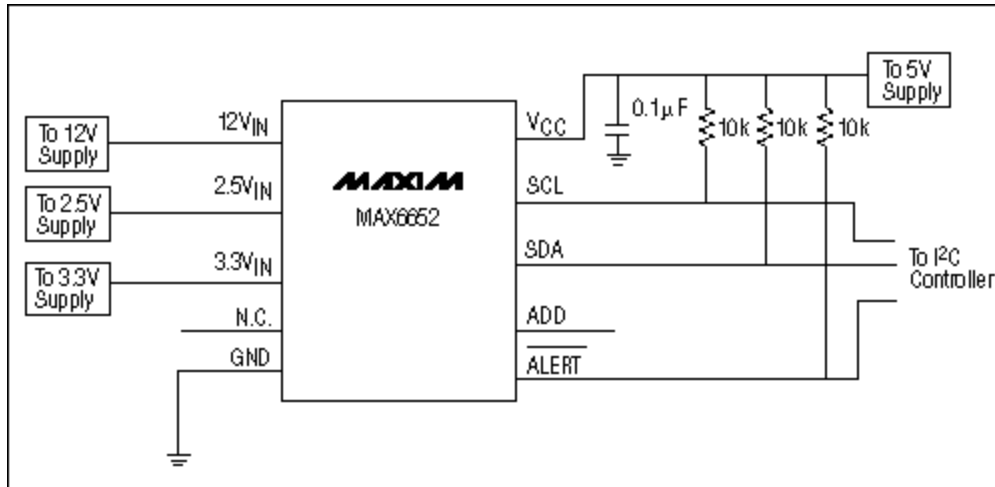 To 12V
Supply
To 2.5V
Supply
To 3.3V
Supply
12VIN
2.5VIN
3.3VIN
N.C.
GND
MAXIM
MAX6652
VCC
SCL
SDA
ADD
ALERT
0.1μF
10k
10k
10k
To 5V
Supply
To I²C
Controller